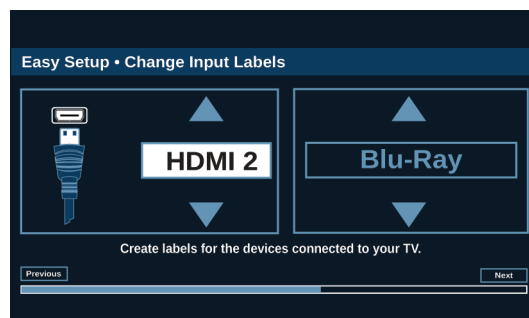 Easy Setup • Change Input Labels
HDMI 2
Blu-Ray
Create labels for the devices connected to your TV.
Previous
Next